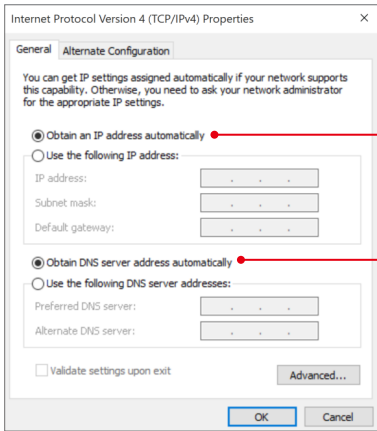 Internet Protocol Version 4 (TCP/IPv4) Properties
General
Alternate Configuration
You can get IP settings assigned automatically if your network supports
this capability. Otherwise, you need to ask your network administrator
for the appropriate IP settings.
Obtain an IP address automatically
Use the following IP address:
IP address:
Subnet mask:
Default gateway:
Obtain DNS server address automatically
Use the following DNS server addresses:
Preferred DNS server:
Alternate DNS server:
Validate settings upon exit
Advanced...
OK
Cancel